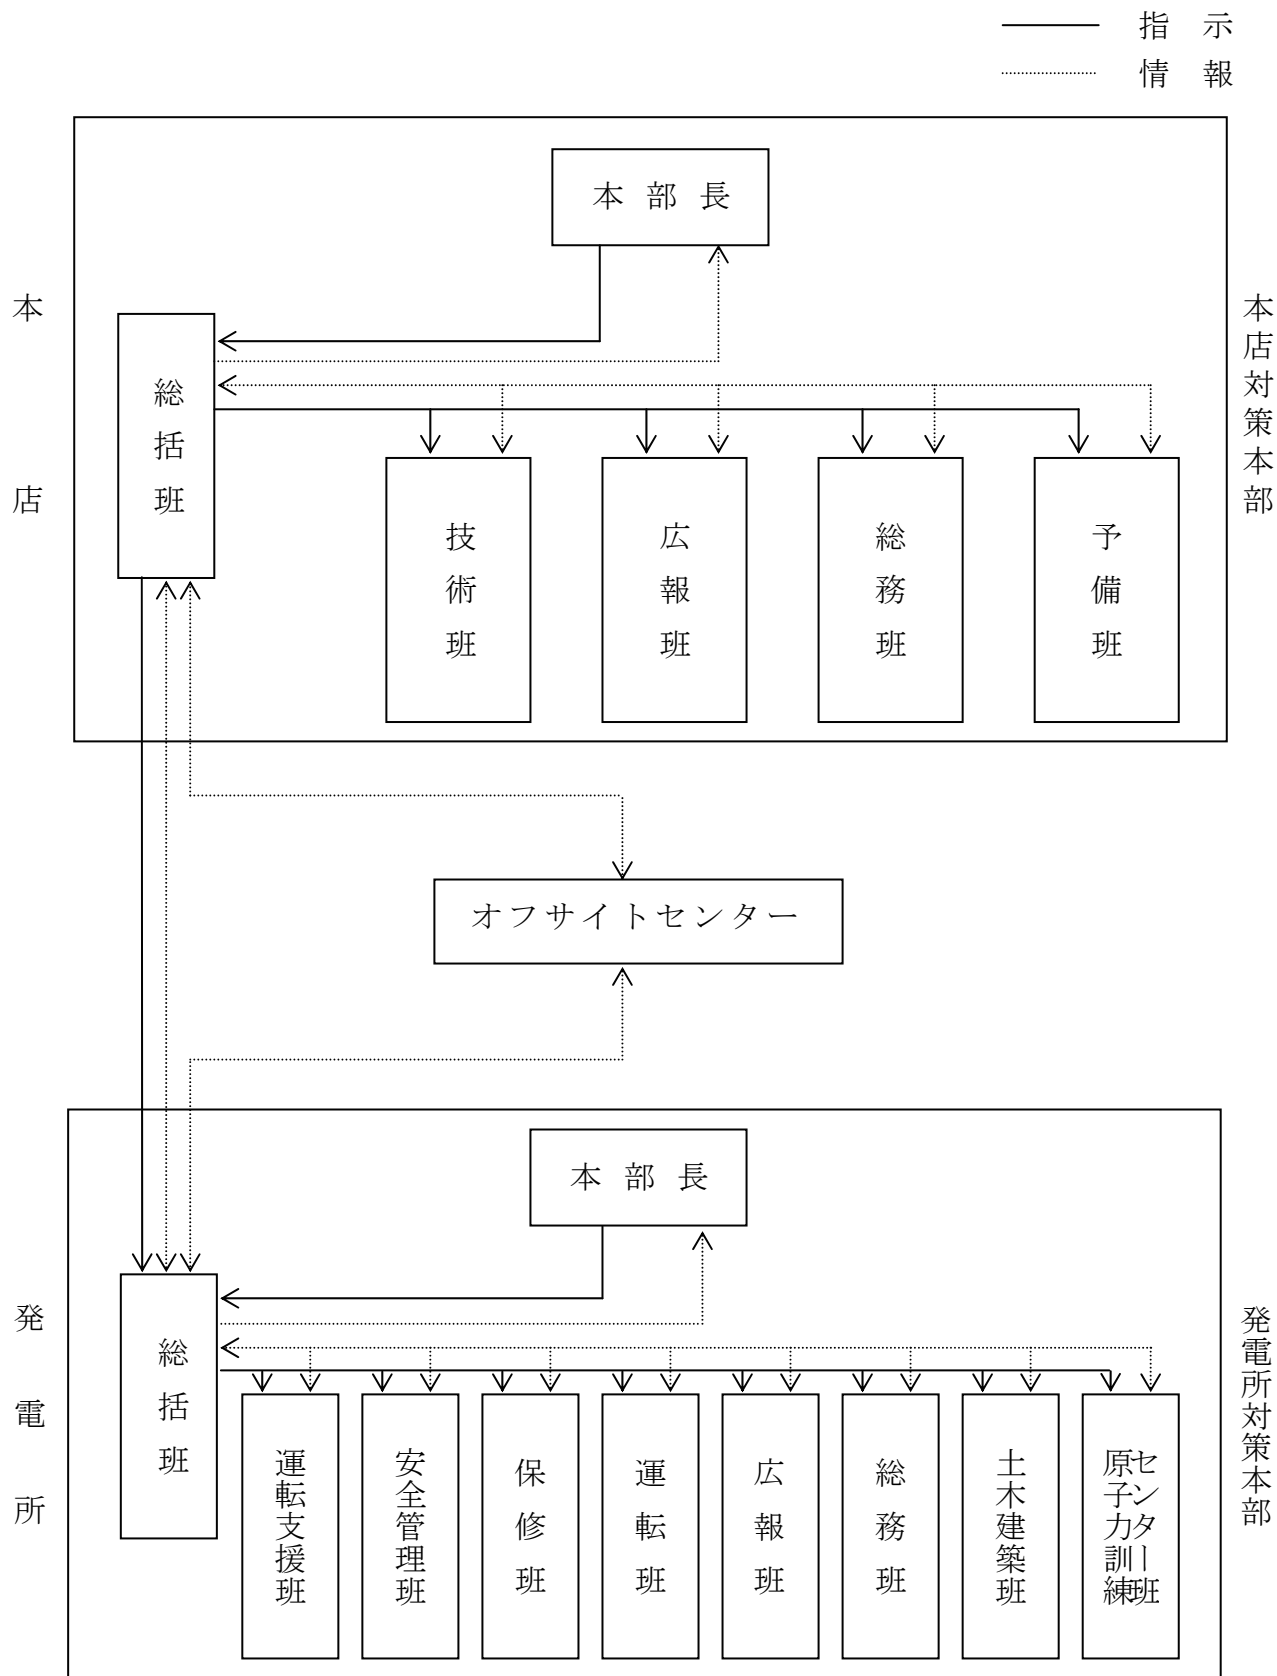 指示
情報
本店
本部長
総括班
技術班
広報班
総務班
予備班
本店対策本部
オフサイトセンター
発電所
本部長
総括班
運転支援班
安全管理班
保修班
運転班
広報班
総務班
土木建築班
原子力訓練
センター班
発電所対策本部